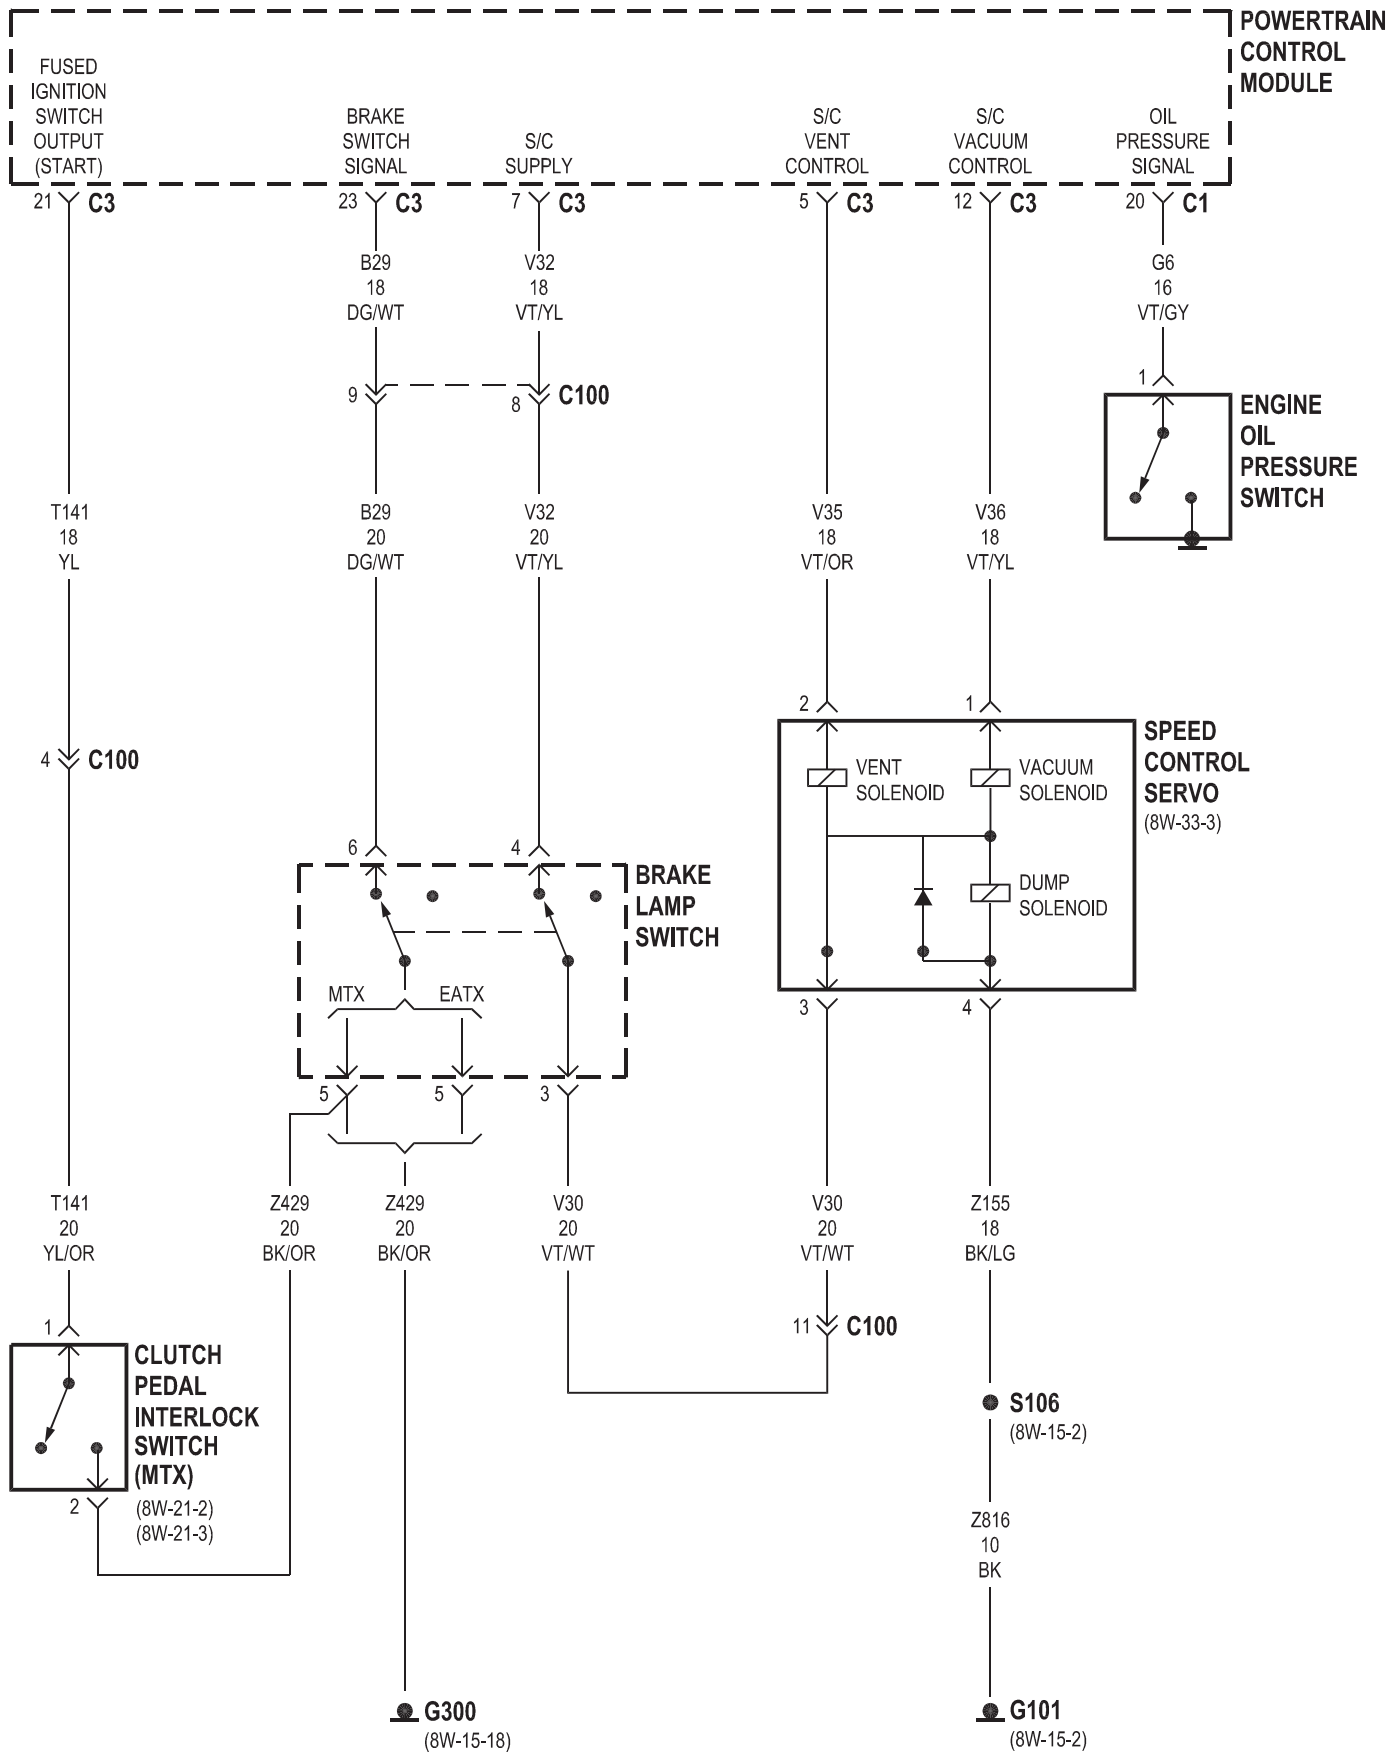 POWERTRAIN
CONTROL
MODULE
FUSED
IGNITION
SWITCH
OUTPUT
(START)
BRAKE
SWITCH
SIGNAL
S/C
SUPPLY
S/C
VENT
CONTROL
S/C
VACUUM
CONTROL
OIL
PRESSURE
SIGNAL
21 C3
23 C3
7 C3
5 C3
12 C3
20 C1
B29
18
DG/WT
V32
18
VT/YL
G6
16
VT/GY
9
8
C100
1
ENGINE
OIL
PRESSURE
SWITCH
T141
18
YL
B29
20
DG/WT
V32
20
VT/YL
V35
18
VT/OR
V36
18
VT/YL
4 C100
2
1
SPEED
CONTROL
SERVO
(8W-33-3)
VENT
SOLENOID
VACUUM
SOLENOID
DUMP
SOLENOID
6
4
BRAKE
LAMP
SWITCH
MTX
EATX
3
4
5
5
3
T141
20
YL/OR
Z429
20
BK/OR
Z429
20
BK/OR
V30
20
VT/WT
V30
20
VT/WT
Z155
18
BK/LG
11 C100
1
CLUTCH
PEDAL
INTERLOCK
SWITCH
(MTX)
(8W-21-2)
(8W-21-3)
2
S106
(8W-15-2)
Z816
10
BK
G300
(8W-15-18)
G101
(8W-15-2)